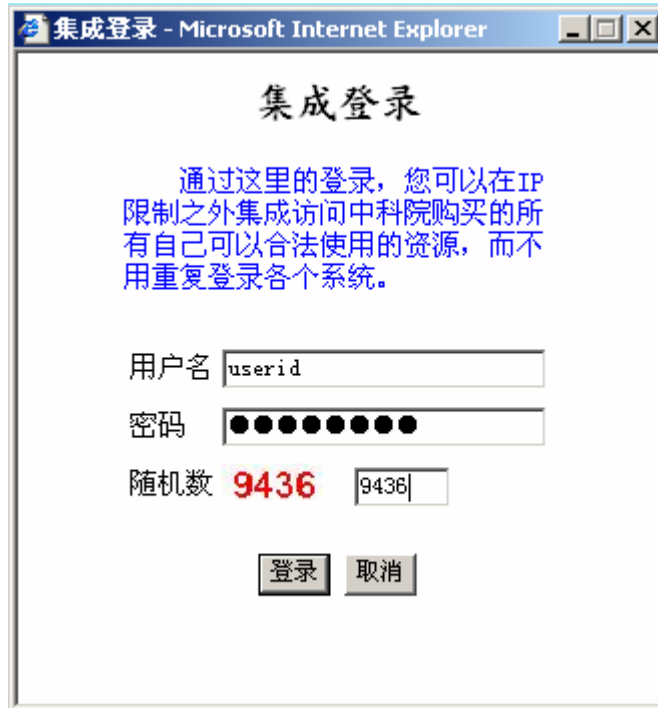 集成登录 - Microsoft Internet Explorer
集成登录
通过这里的登录，您可以在IP
限制之外集成访问中科院购买的所
有自己可以合法使用的资源，而不
用重复登录各个系统。
用户名 userid
密码 ●●●●●●●●
随机数 9436 9436
登录 取消